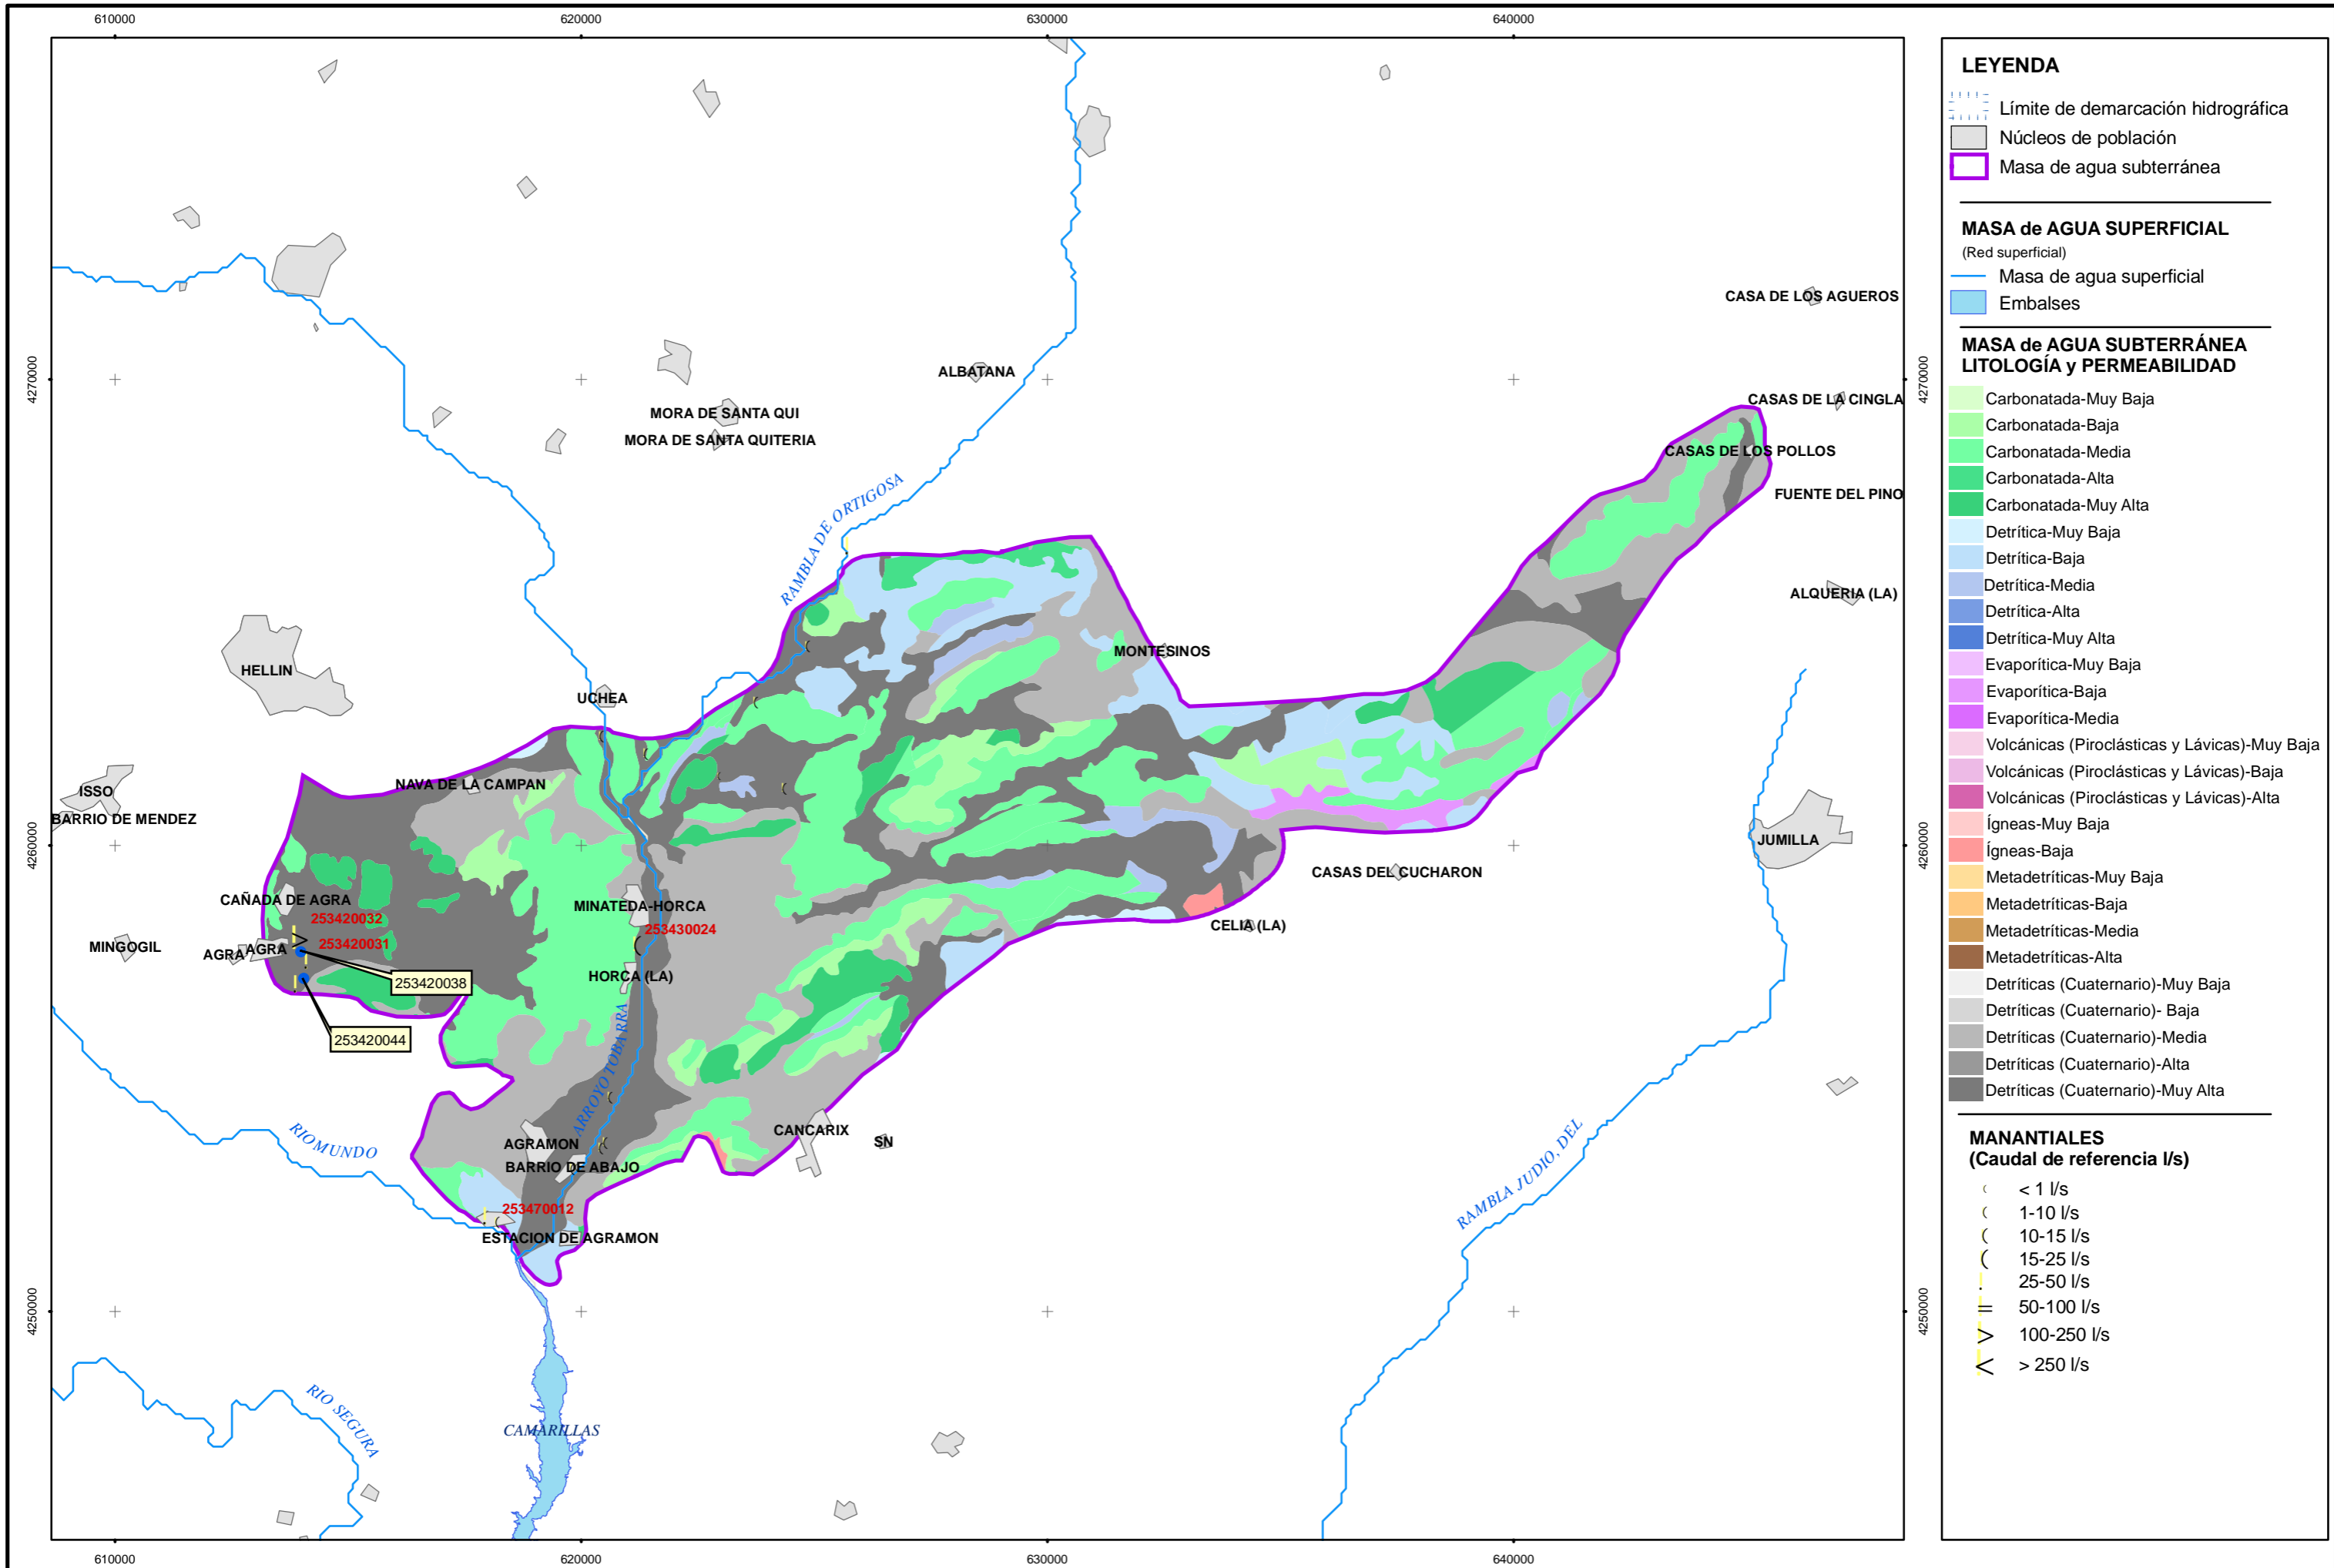 610000
620000
630000
640000
4270000
4260000
4250000
4270000
4260000
4250000
610000
620000
630000
640000
CASA DE LOS AGUEROS
ALBATANA
CASAS DE LA CINGLA
MORA DE SANTA QUI
MORA DE SANTA QUITERIA
CASAS DE LOS POLLOS
FUENTE DEL PINO
RAMBLA DE ORTIGOSA
ALQUERIA (LA)
MONTESINOS
HELLIN
UCHEA
NAVA DE LA CAMPAN
ISSO
BARRIO DE MENDEZ
JUMILLA
CASAS DEL CUCHARON
CAÑADA DE AGRA
253420032
MINATEDA-HORCA
253430024
CELIA (LA)
253420031
MINGOGIL
AGRA
AGRA
HORCA (LA)
253420038
253420044
ARROYO TOBARRA
RIO MUNDO
AGRAMON
CANCARIX
SN
BARRIO DE ABAJO
RAMBLA JUDIO, DEL
253470012
ESTACION DE AGRAMON
RIO SEGURA
CAMARILLAS
LEYENDA
Límite de demarcación hidrográfica
Núcleos de población
Masa de agua subterránea
MASA de AGUA SUPERFICIAL
(Red superficial)
Masa de agua superficial
Embalses
MASA de AGUA SUBTERRÁNEA
LITOLOGÍA y PERMEABILIDAD
Carbonatada-Muy Baja
Carbonatada-Baja
Carbonatada-Media
Carbonatada-Alta
Carbonatada-Muy Alta
Detrítica-Muy Baja
Detrítica-Baja
Detrítica-Media
Detrítica-Alta
Detrítica-Muy Alta
Evaporítica-Muy Baja
Evaporítica-Baja
Evaporítica-Media
Volcánicas (Piroclásticas y Lávicas)-Muy Baja
Volcánicas (Piroclásticas y Lávicas)-Baja
Volcánicas (Piroclásticas y Lávicas)-Alta
Ígneas-Muy Baja
Ígneas-Baja
Metadetríticas-Muy Baja
Metadetríticas-Baja
Metadetríticas-Media
Metadetríticas-Alta
Detríticas (Cuaternario)-Muy Baja
Detríticas (Cuaternario)- Baja
Detríticas (Cuaternario)-Media
Detríticas (Cuaternario)-Alta
Detríticas (Cuaternario)-Muy Alta
MANANTIALES
(Caudal de referencia l/s)
< 1 l/s
1-10 l/s
10-15 l/s
15-25 l/s
25-50 l/s
50-100 l/s
100-250 l/s
> 250 l/s